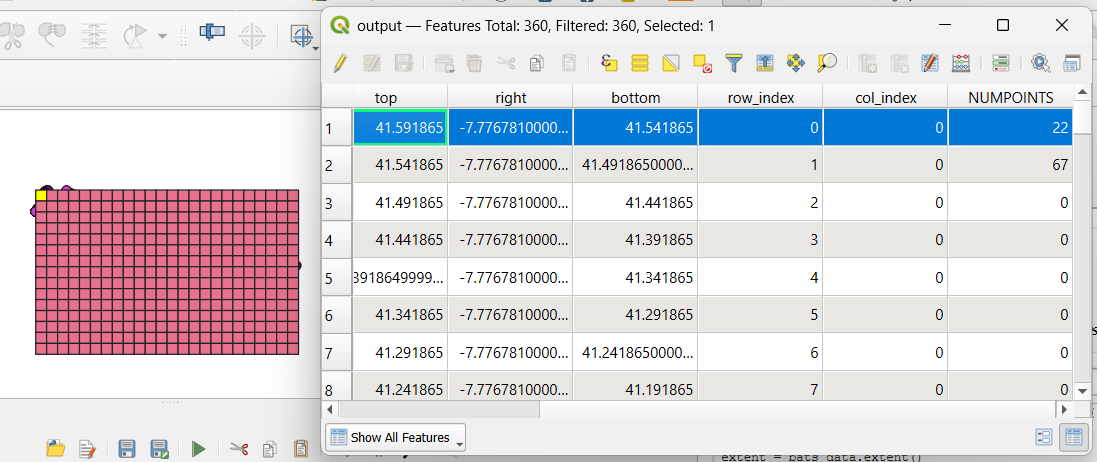 output — Features Total: 360, Filtered: 360, Selected: 1
top right bottom row_index col_index NUMPOINTS
1 41.591865 -7.7767810000... 41.541865 0 0 22
2 41.541865 -7.7767810000... 41.4918650000... 1 0 67
3 41.491865 -7.7767810000... 41.441865 2 0 0
4 41.441865 -7.7767810000... 41.391865 3 0 0
5 3918649999... -7.7767810000... 41.341865 4 0 0
6 41.341865 -7.7767810000... 41.291865 5 0 0
7 41.291865 -7.7767810000... 41.2418650000... 6 0 0
8 41.241865 -7.7767810000... 41.191865 7 0 0
Show All Features
extent = bats_data.extent()